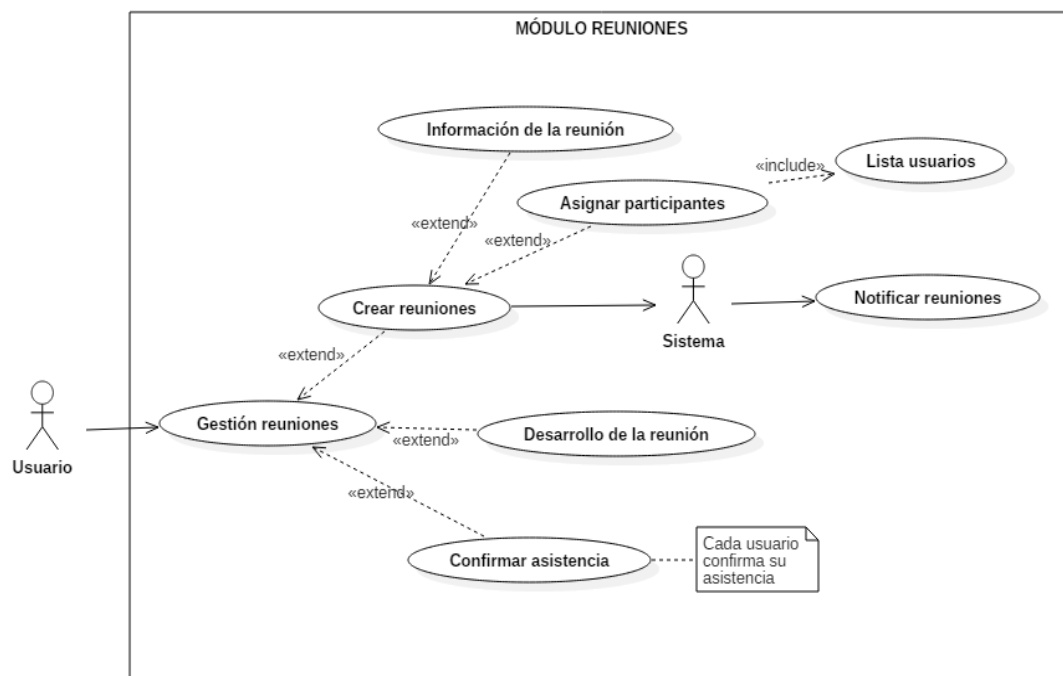 MÓDULO REUNIONES
Información de la reunión
«include»
Lista usuarios
Asignar participantes
«extend»
«extend»
Crear reuniones
Sistema
Notificar reuniones
«extend»
Usuario
Gestión reuniones
«extend»
Desarrollo de la reunión
«extend»
Confirmar asistencia
Cada usuario
confirma su
asistencia